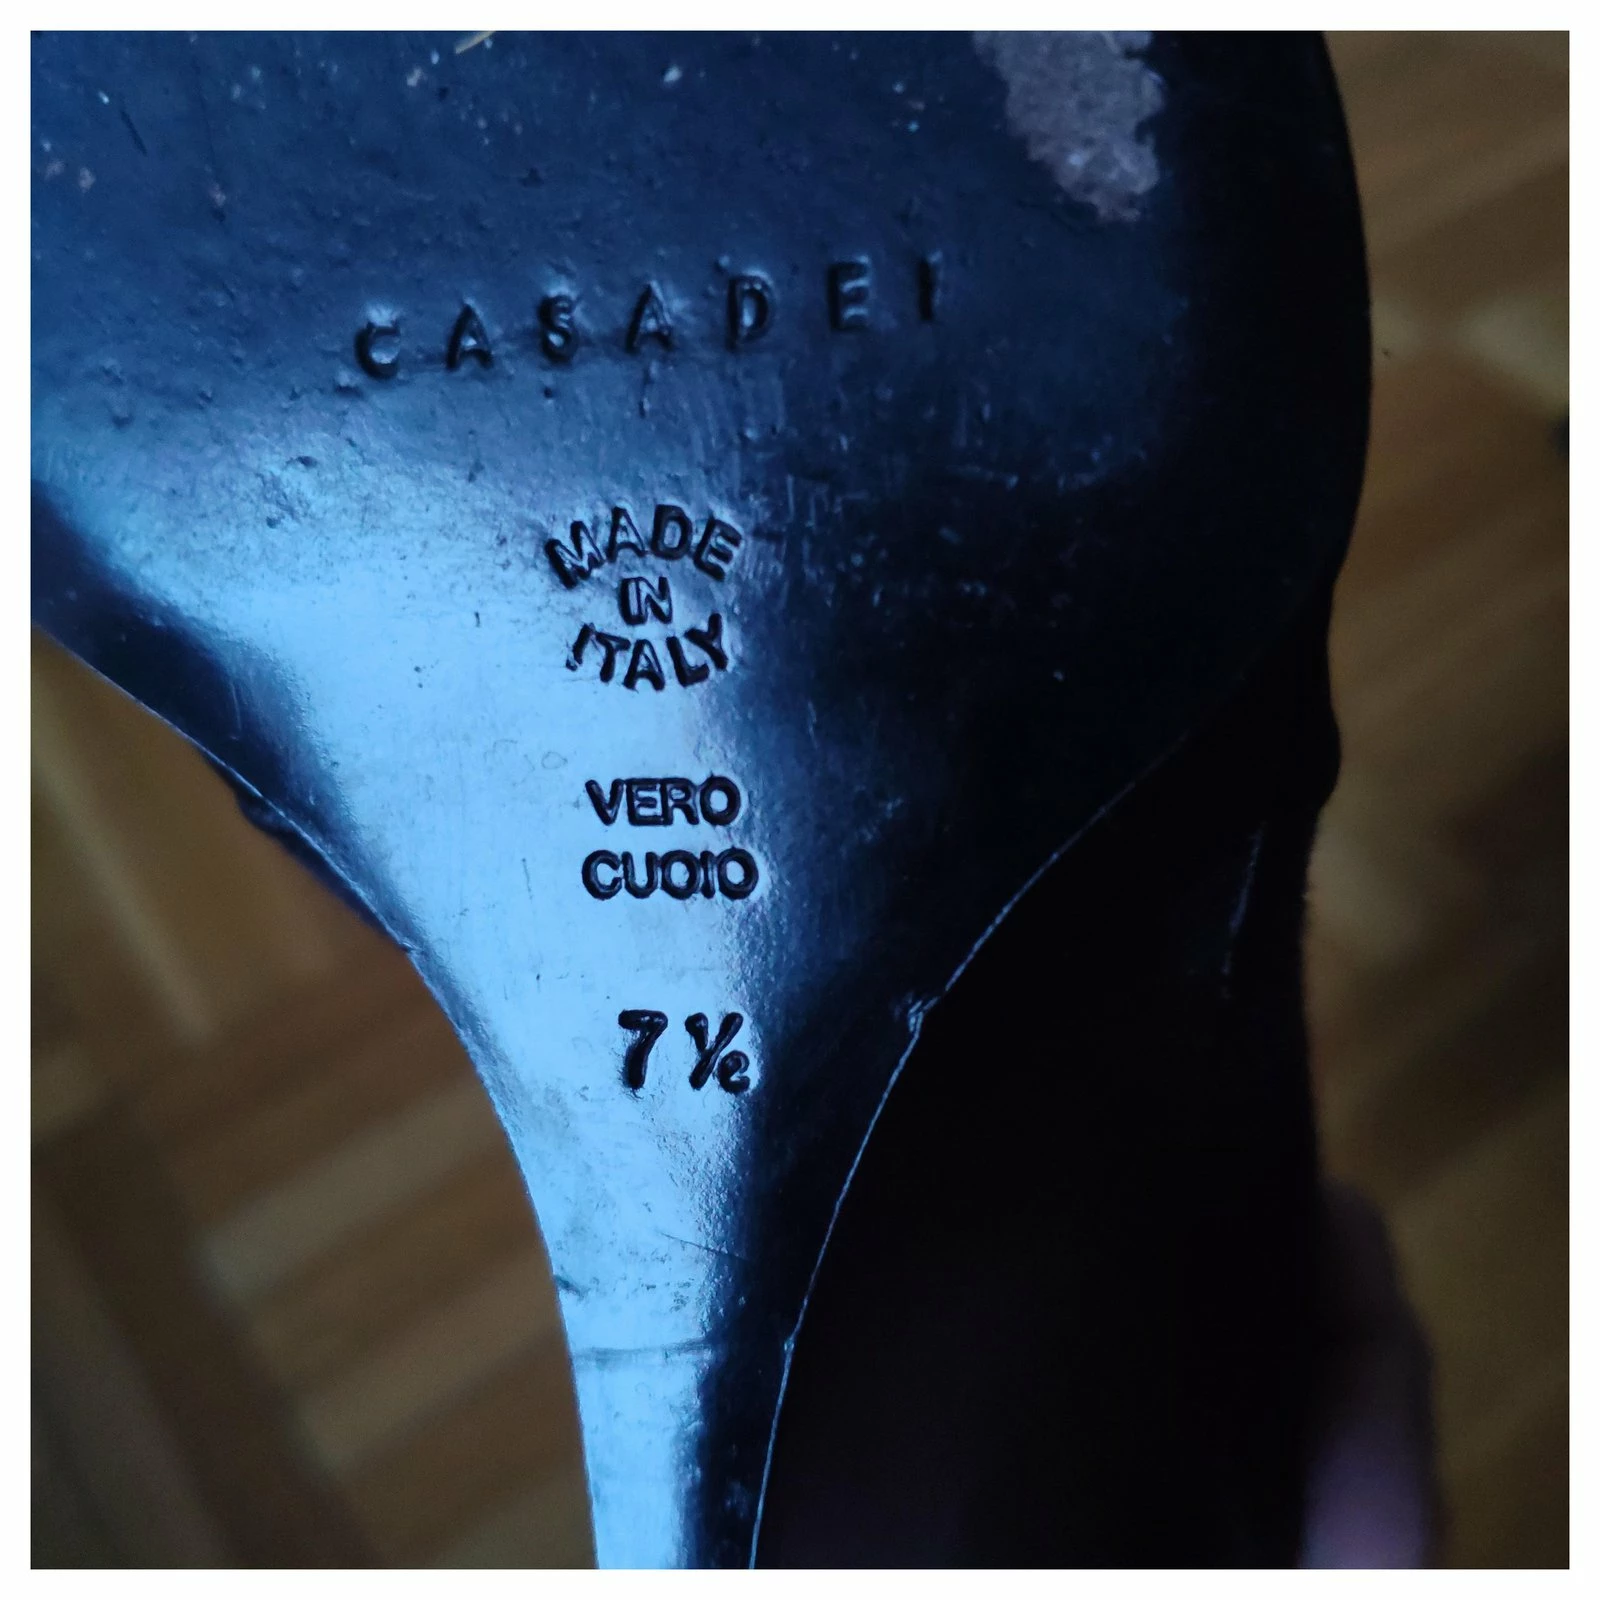 CASADEI
MADE
IN
ITALY
VERO
CUOIO
7 1/2